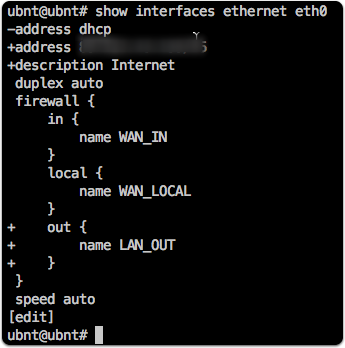 ubnt@ubnt# show interfaces ethernet eth0
-address dhcp
+address
+description Internet
 duplex auto
 firewall {
     in {
         name WAN_IN
     }
     local {
         name WAN_LOCAL
     }
+    out {
+        name LAN_OUT
+    }
 }
 speed auto
[edit]
ubnt@ubnt#